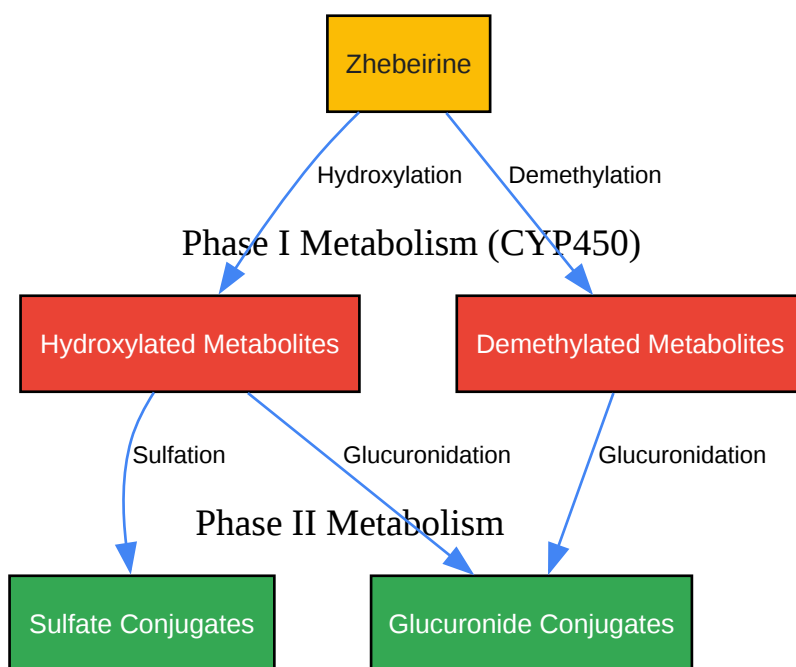 Zhebeirine
Hydroxylation
Demethylation
Phase I Metabolism (CYP450)
Hydroxylated Metabolites
Demethylated Metabolites
Sulfation
Glucuronidation
Glucuronidation
Phase II Metabolism
Sulfate Conjugates
Glucuronide Conjugates